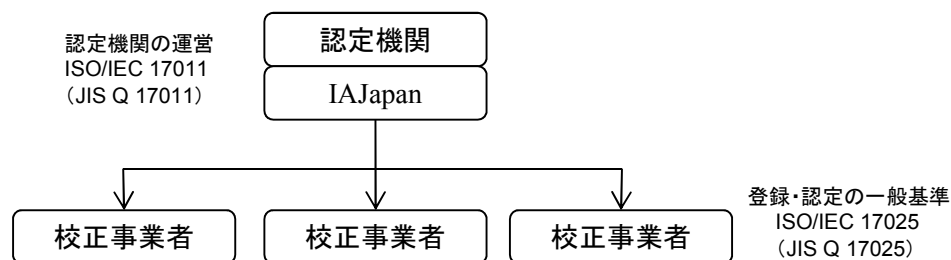 認定機関の運営
ISO/IEC 17011
（JIS Q 17011）
認定機関
IAJapan
校正事業者
校正事業者
校正事業者
登録・認定の一般基準
ISO/IEC 17025
（JIS Q 17025）